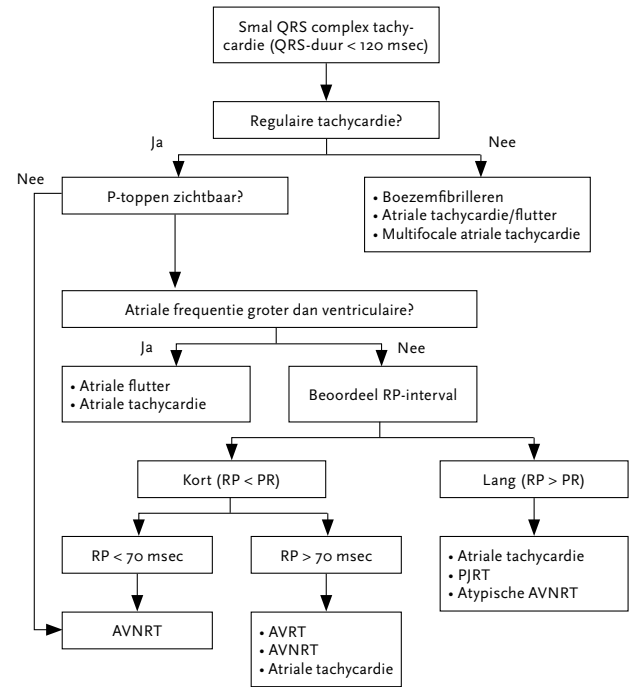 Smal QRS complex tachy-
cardie (QRS-duur < 120 msec)
Regulaire tachycardie?
Ja
Nee
Nee
P-toppen zichtbaar?
• Boezemfibrilleren
• Atriale tachycardie/flutter
• Multifocale atriale tachycardie
Atriale frequentie groter dan ventriculaire?
Ja
Nee
• Atriale flutter
• Atriale tachycardie
Beoordeel RP-interval
Kort (RP < PR)
Lang (RP > PR)
RP < 70 msec
RP > 70 msec
• Atriale tachycardie
• PJRT
• Atypische AVNRT
AVNRT
• AVRT
• AVNRT
• Atriale tachycardie